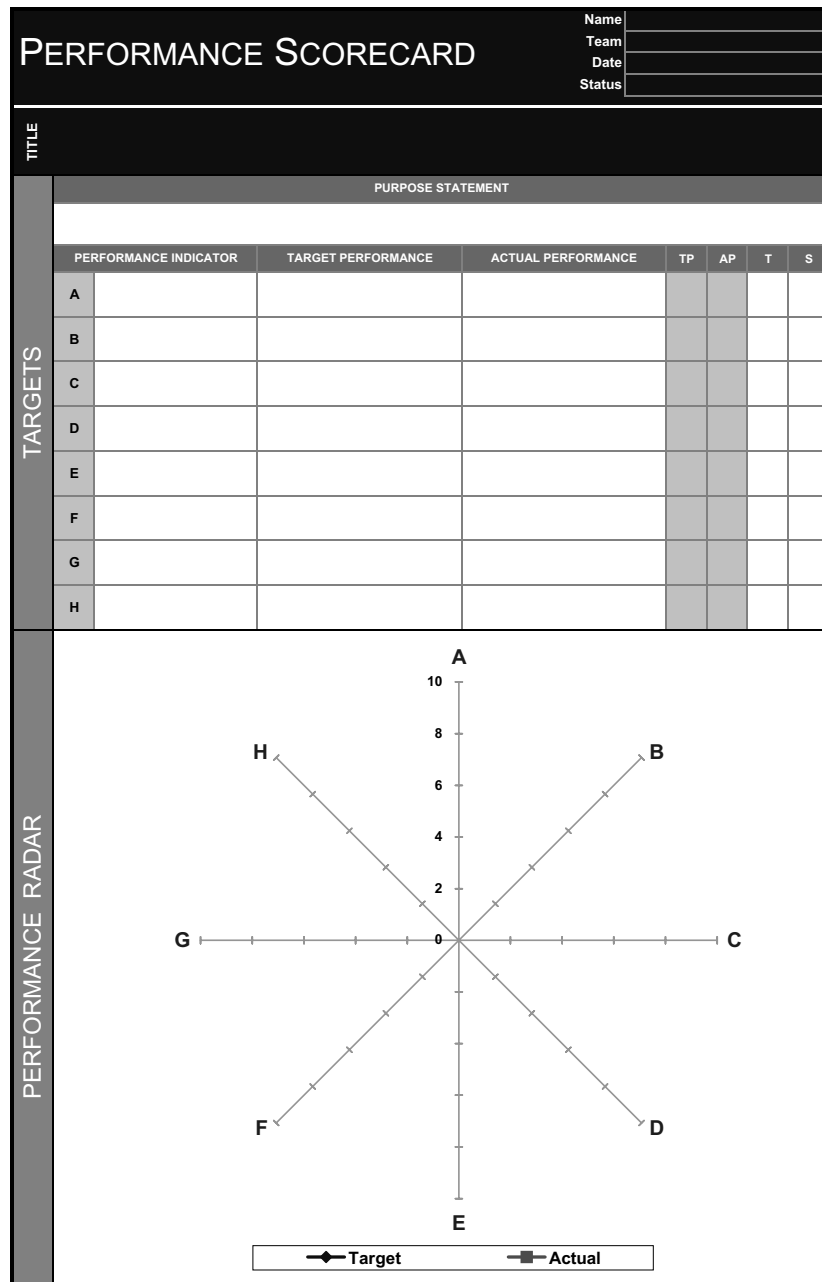 PERFORMANCE SCORECARD
Name
Team
Date
Status
TITLE
TARGETS
PURPOSE STATEMENT
PERFORMANCE INDICATOR TARGET PERFORMANCE ACTUAL PERFORMANCE TP AP T S
A
B
C
D
E
F
G
H
PERFORMANCE RADAR
A
10
8
H B
6
4
2
G 0 C
F D
E
Target Actual